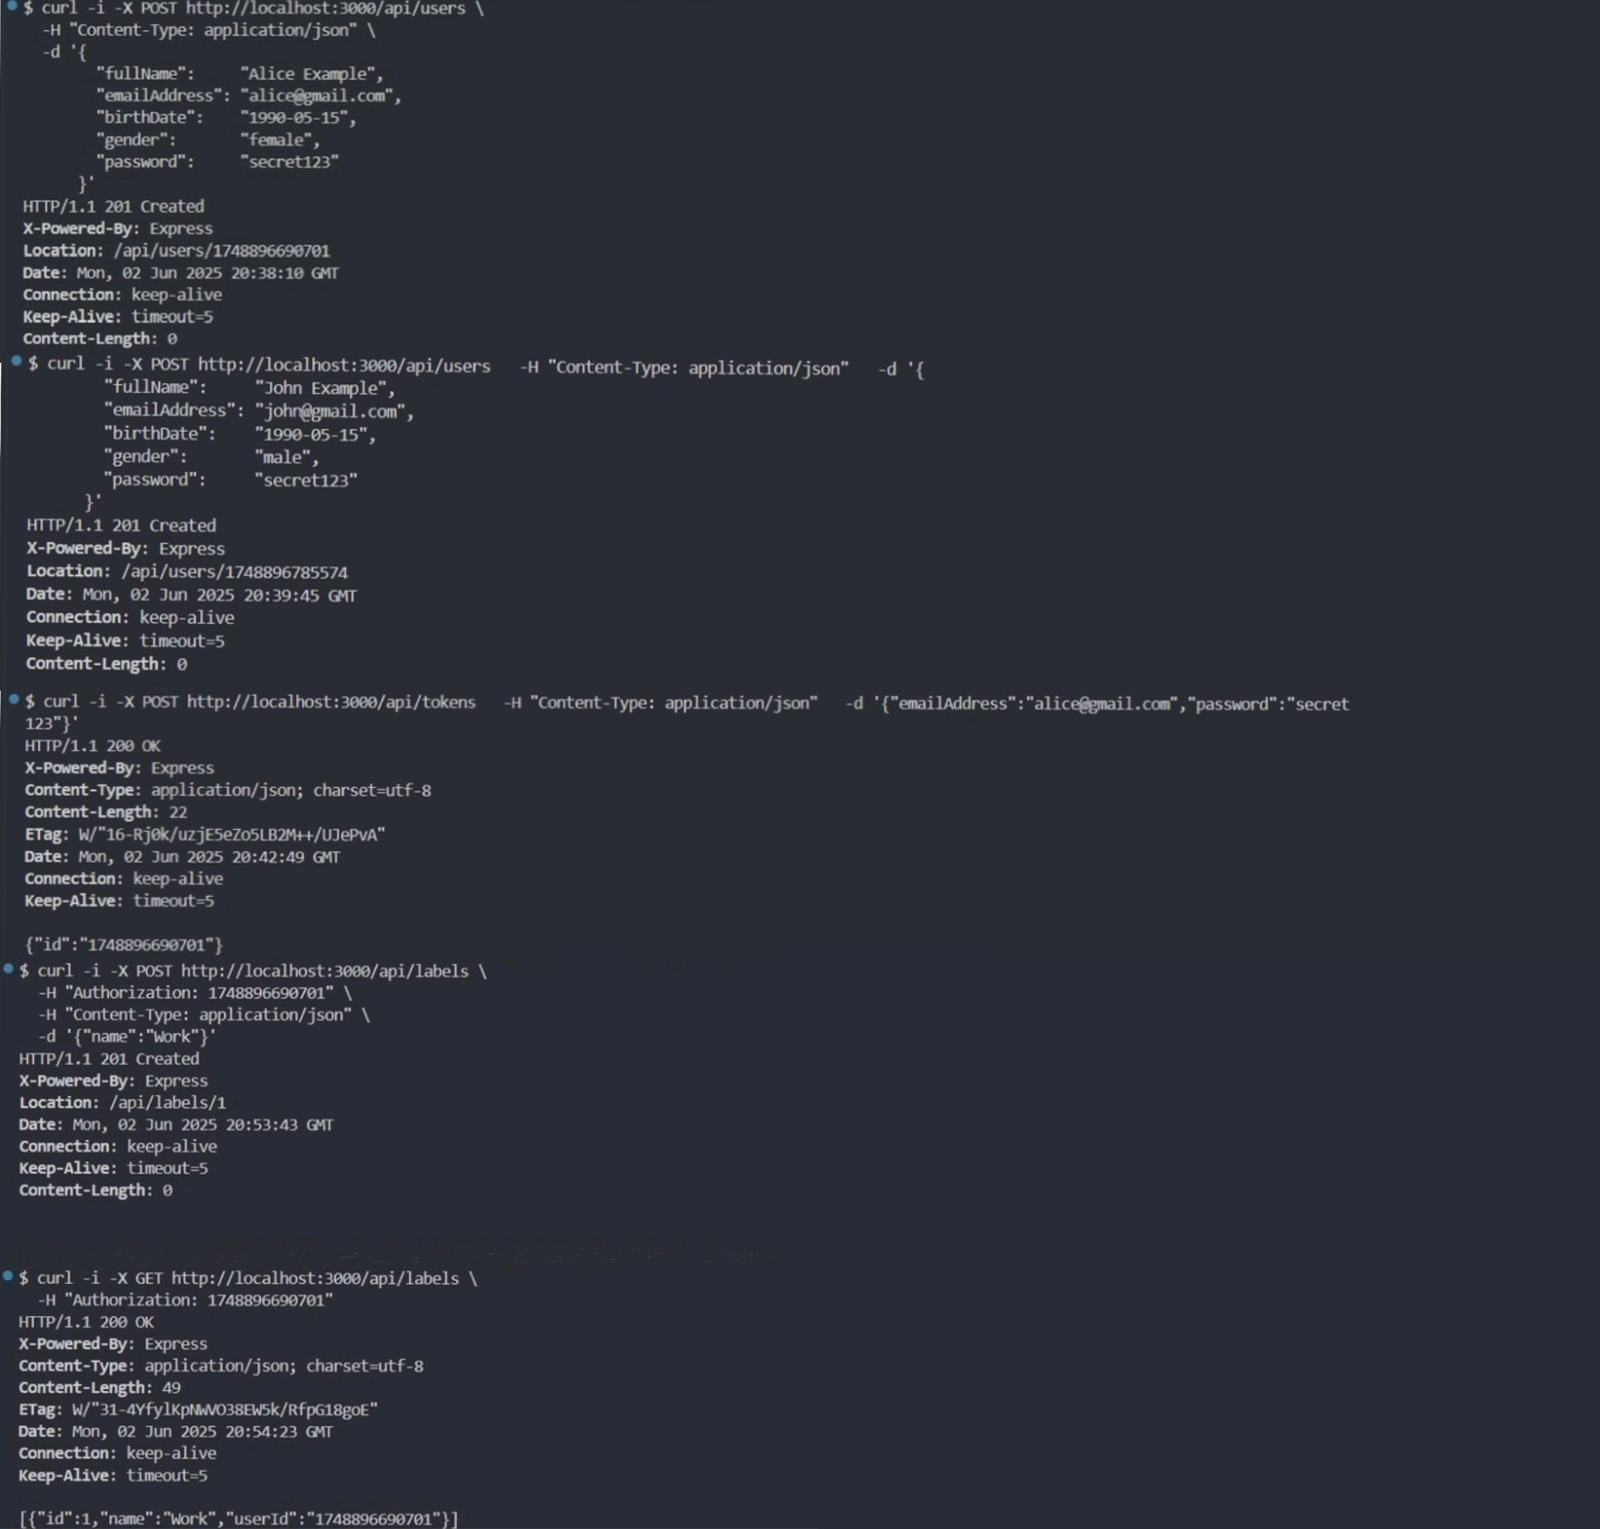 $ curl -i -X POST http://localhost:3000/api/users \
-H "Content-Type: application/json" \
-d '{
"fullName": "Alice Example",
"emailAddress": "alice@gmail.com",
"birthDate": "1990-05-15",
"gender": "female",
"password": "secret123"
}'
HTTP/1.1 201 Created
X-Powered-By: Express
Location: /api/users/1748896690701
Date: Mon, 02 Jun 2025 20:38:10 GMT
Connection: keep-alive
Keep-Alive: timeout=5
Content-Length: 0
$ curl -i -X POST http://localhost:3000/api/users -H "Content-Type: application/json" -d '{
"fullName": "John Example",
"emailAddress": "john@gmail.com",
"birthDate": "1990-05-15",
"gender": "male",
"password": "secret123"
}'
HTTP/1.1 201 Created
X-Powered-By: Express
Location: /api/users/1748896785574
Date: Mon, 02 Jun 2025 20:39:45 GMT
Connection: keep-alive
Keep-Alive: timeout=5
Content-Length: 0
$ curl -i -X POST http://localhost:3000/api/tokens -H "Content-Type: application/json" -d '{"emailAddress":"alice@gmail.com","password":"secret
123"}'
HTTP/1.1 200 OK
X-Powered-By: Express
Content-Type: application/json; charset=utf-8
Content-Length: 22
ETag: W/"16-Rj0k/uzjE5eZo5LB2M++/UJePvA"
Date: Mon, 02 Jun 2025 20:42:49 GMT
Connection: keep-alive
Keep-Alive: timeout=5
{"id":"1748896690701"}
$ curl -i -X POST http://localhost:3000/api/labels \
-H "Authorization: 1748896690701" \
-H "Content-Type: application/json" \
-d '{"name":"Work"}'
HTTP/1.1 201 Created
X-Powered-By: Express
Location: /api/labels/1
Date: Mon, 02 Jun 2025 20:53:43 GMT
Connection: keep-alive
Keep-Alive: timeout=5
Content-Length: 0
$ curl -i -X GET http://localhost:3000/api/labels \
-H "Authorization: 1748896690701"
HTTP/1.1 200 OK
X-Powered-By: Express
Content-Type: application/json; charset=utf-8
Content-Length: 49
ETag: W/"31-4YfylKpNWVO38EW5k/RfpG18goE"
Date: Mon, 02 Jun 2025 20:54:23 GMT
Connection: keep-alive
Keep-Alive: timeout=5
[{"id":1,"name":"Work","userId":"1748896690701"}]